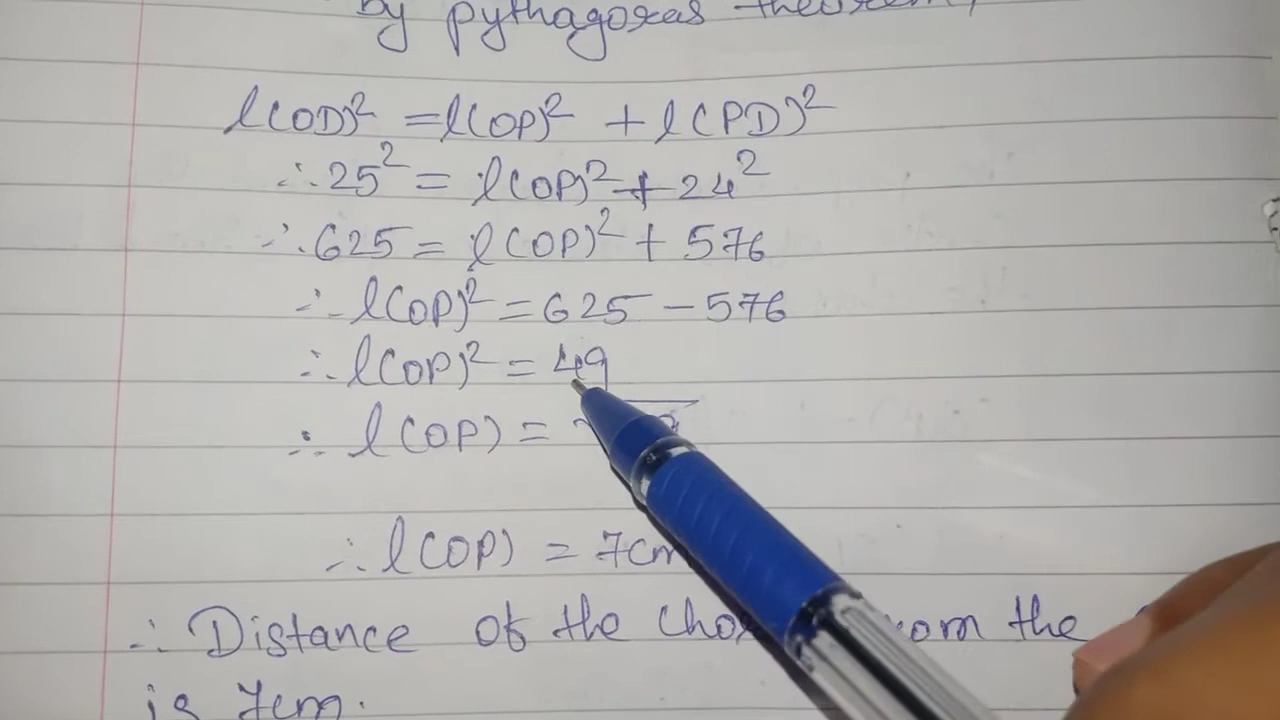 by pythagoras theorem,
l(OD)² = l(OP)² + l(PD)²
∴ 25² = l(OP)² + 24²
∴ 625 = l(OP)² + 576
∴ l(OP)² = 625 - 576
∴ l(OP)² = 49
∴ l(OP) =
∴ l(OP) = 7cm
∴ Distance of the the
is 7cm.